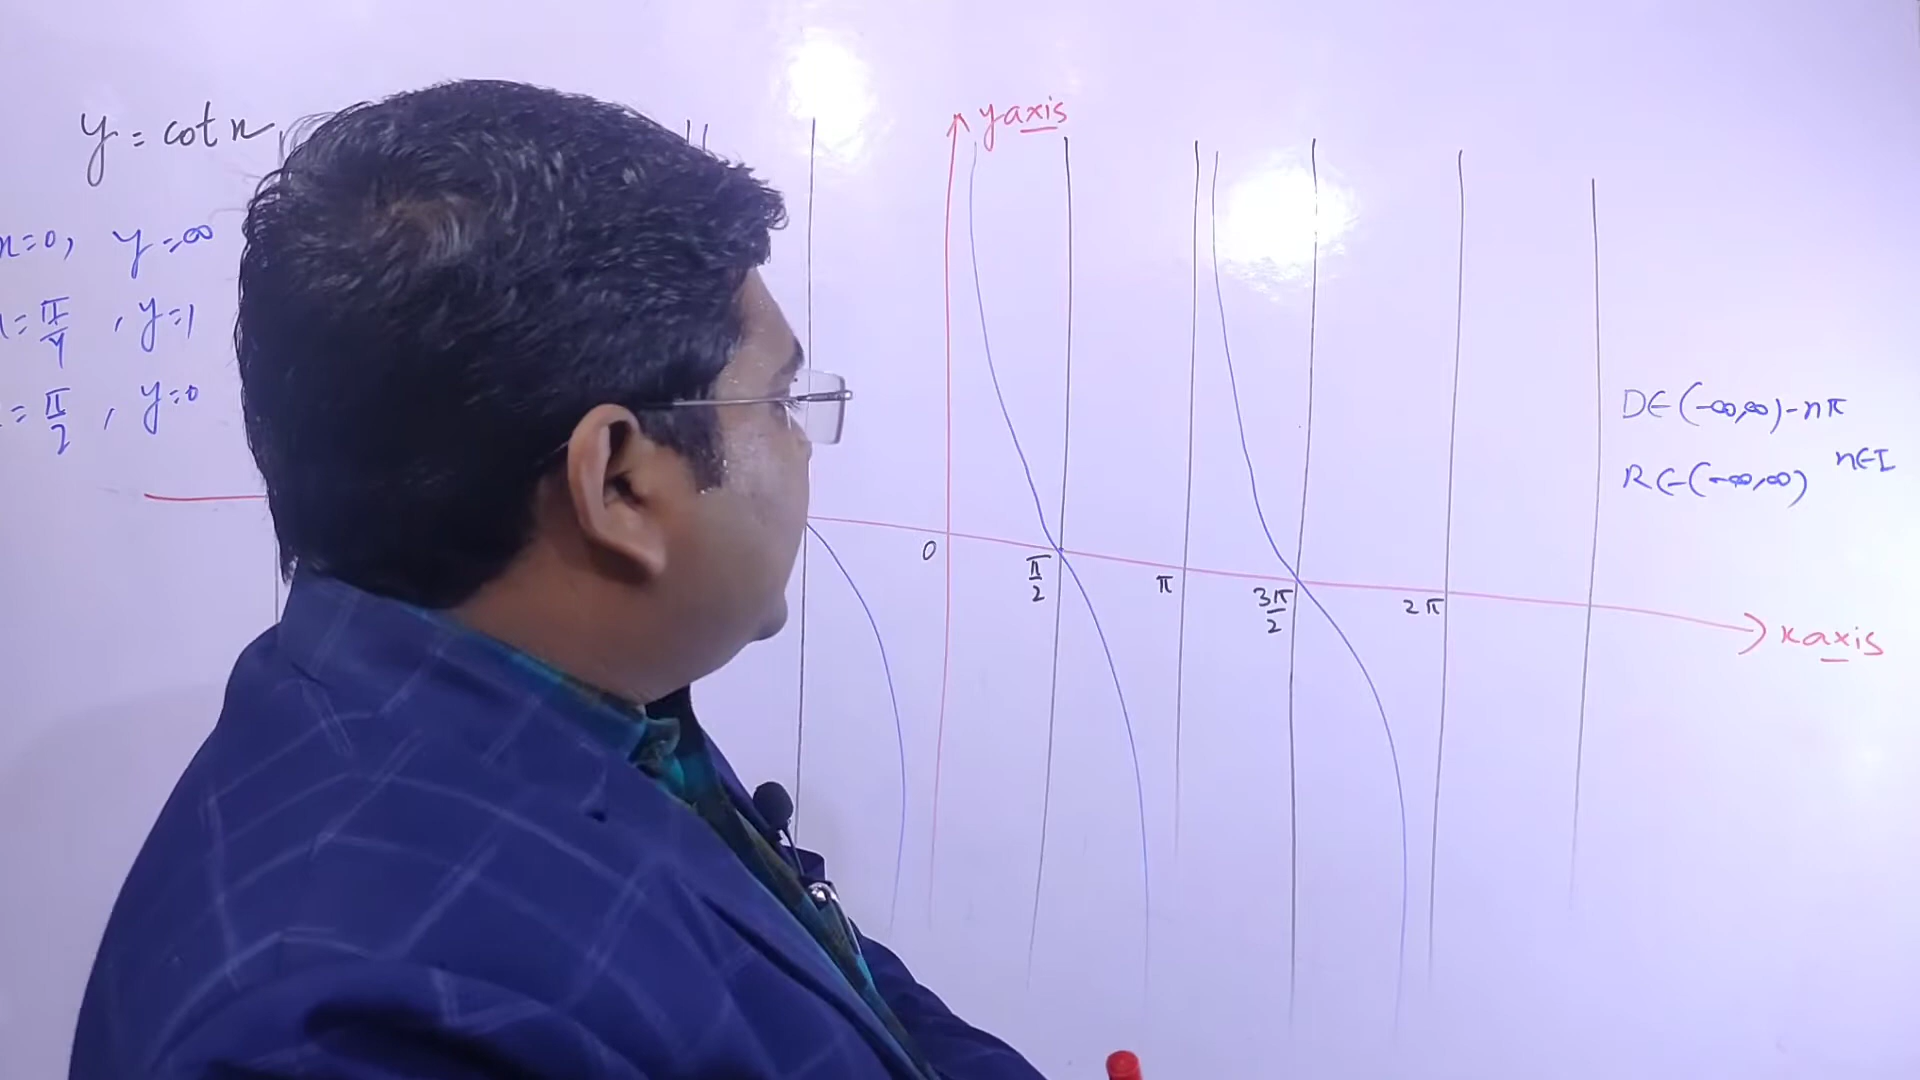 y = cot x
x=0, y=∞
x=π/4, y=1
x=π/2, y=0
y axis
0
π/2
π
3π/2
2π
x axis
D∈(-∞,∞)-nπ
n∈I
R∈(-∞,∞)